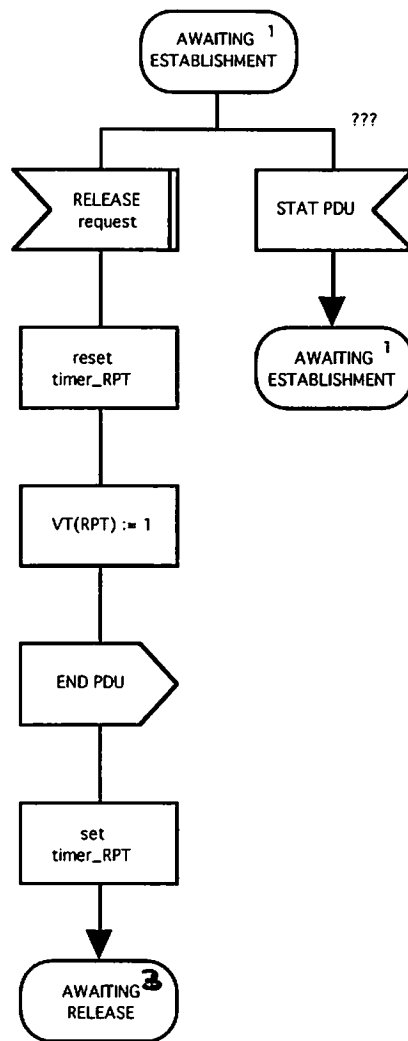 AWAITING 1
ESTABLISHMENT
???
RELEASE
request
STAT PDU
reset
timer_RPT
AWAITING 1
ESTABLISHMENT
VT(RPT) := 1
END PDU
set
timer_RPT
AWAITING 3
RELEASE